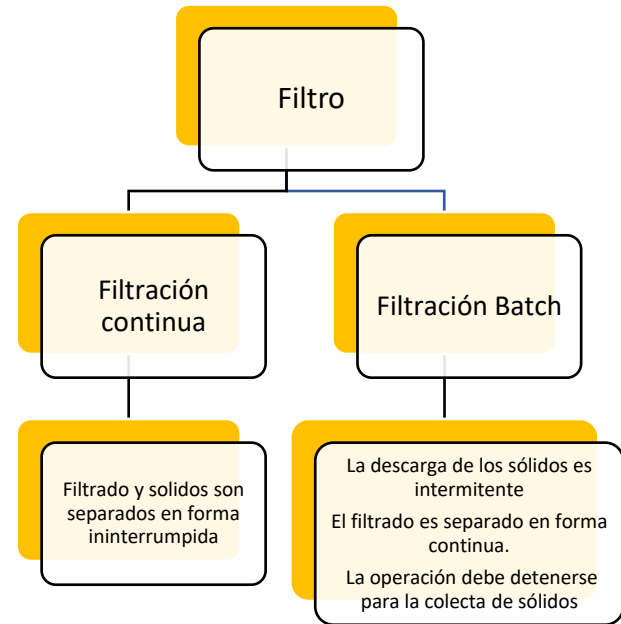 Filtro
Filtración
continua
Filtración Batch
Filtrado y solidos son
separados en forma
ininterrumpida
La descarga de los sólidos es
intermitente
El filtrado es separado en forma
continua.
La operación debe detenerse
para la colecta de sólidos